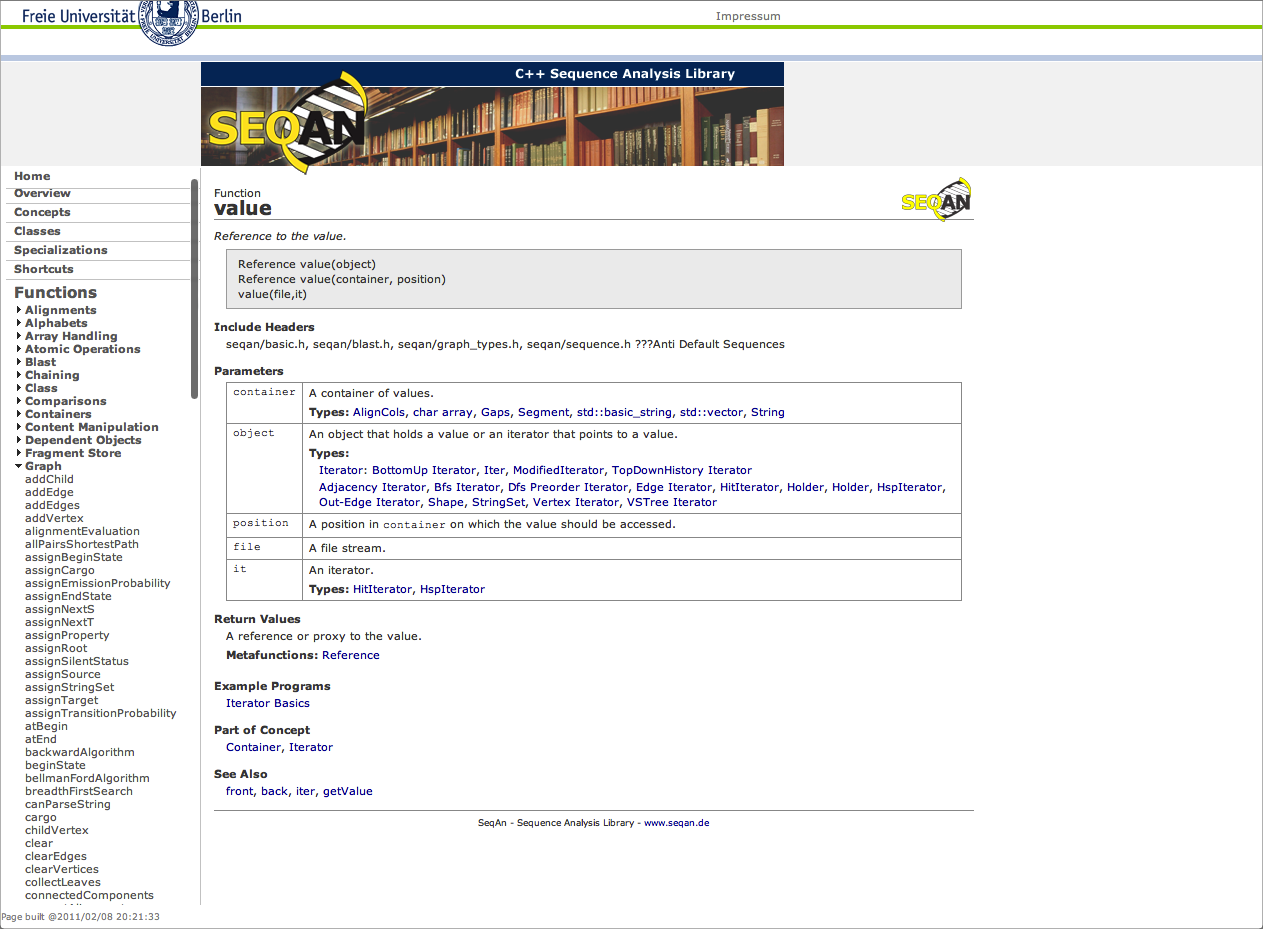 Freie Universität Berlin
Impressum
C++ Sequence Analysis Library
SEQAN
Home
Overview
Concepts
Classes
Specializations
Shortcuts
Functions
Alignments
Alphabets
Array Handling
Atomic Operations
Blast
Chaining
Class
Comparisons
Containers
Content Manipulation
Dependent Objects
Fragment Store
Graph
addChild
addEdge
addEdges
addVertex
alignmentEvaluation
allPairsShortestPath
assignBeginState
assignCargo
assignEmissionProbability
assignEndState
assignNextS
assignNextT
assignProperty
assignRoot
assignSilentStatus
assignSource
assignStringSet
assignTarget
assignTransitionProbability
atBegin
atEnd
backwardAlgorithm
beginState
bellmanFordAlgorithm
breadthFirstSearch
canParseString
cargo
childVertex
clear
clearEdges
clearVertices
collectLeaves
connectedComponents
Page built @2011/02/08 20:21:33
Function
value
SEQAN
Reference to the value.
Reference value(object)
Reference value(container, position)
value(file,it)
Include Headers
seqan/basic.h, seqan/blast.h, seqan/graph_types.h, seqan/sequence.h ???Anti Default Sequences
Parameters
container A container of values.
Types: AlignCols, char array, Gaps, Segment, std::basic_string, std::vector, String
object An object that holds a value or an iterator that points to a value.
Types:
Iterator: BottomUp Iterator, Iter, ModifiedIterator, TopDownHistory Iterator
Adjacency Iterator, Bfs Iterator, Dfs Preorder Iterator, Edge Iterator, HitIterator, Holder, Holder, HspIterator,
Out-Edge Iterator, Shape, StringSet, Vertex Iterator, VSTree Iterator
position A position in container on which the value should be accessed.
file A file stream.
it An iterator.
Types: HitIterator, HspIterator
Return Values
A reference or proxy to the value.
Metafunctions: Reference
Example Programs
Iterator Basics
Part of Concept
Container, Iterator
See Also
front, back, iter, getValue
SeqAn - Sequence Analysis Library - www.seqan.de